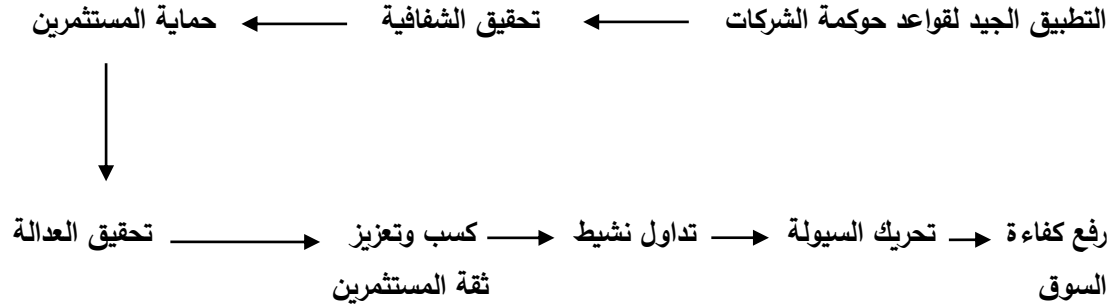 التطبيق الجيد لقواعد حوكمة الشركات
تحقيق الشفافية
حماية المستثمرين
تحقيق العدالة
كسب وتعزيز
ثقة المستثمرين
تداول نشيط
تحريك السيولة
رفع كفاءة
السوق